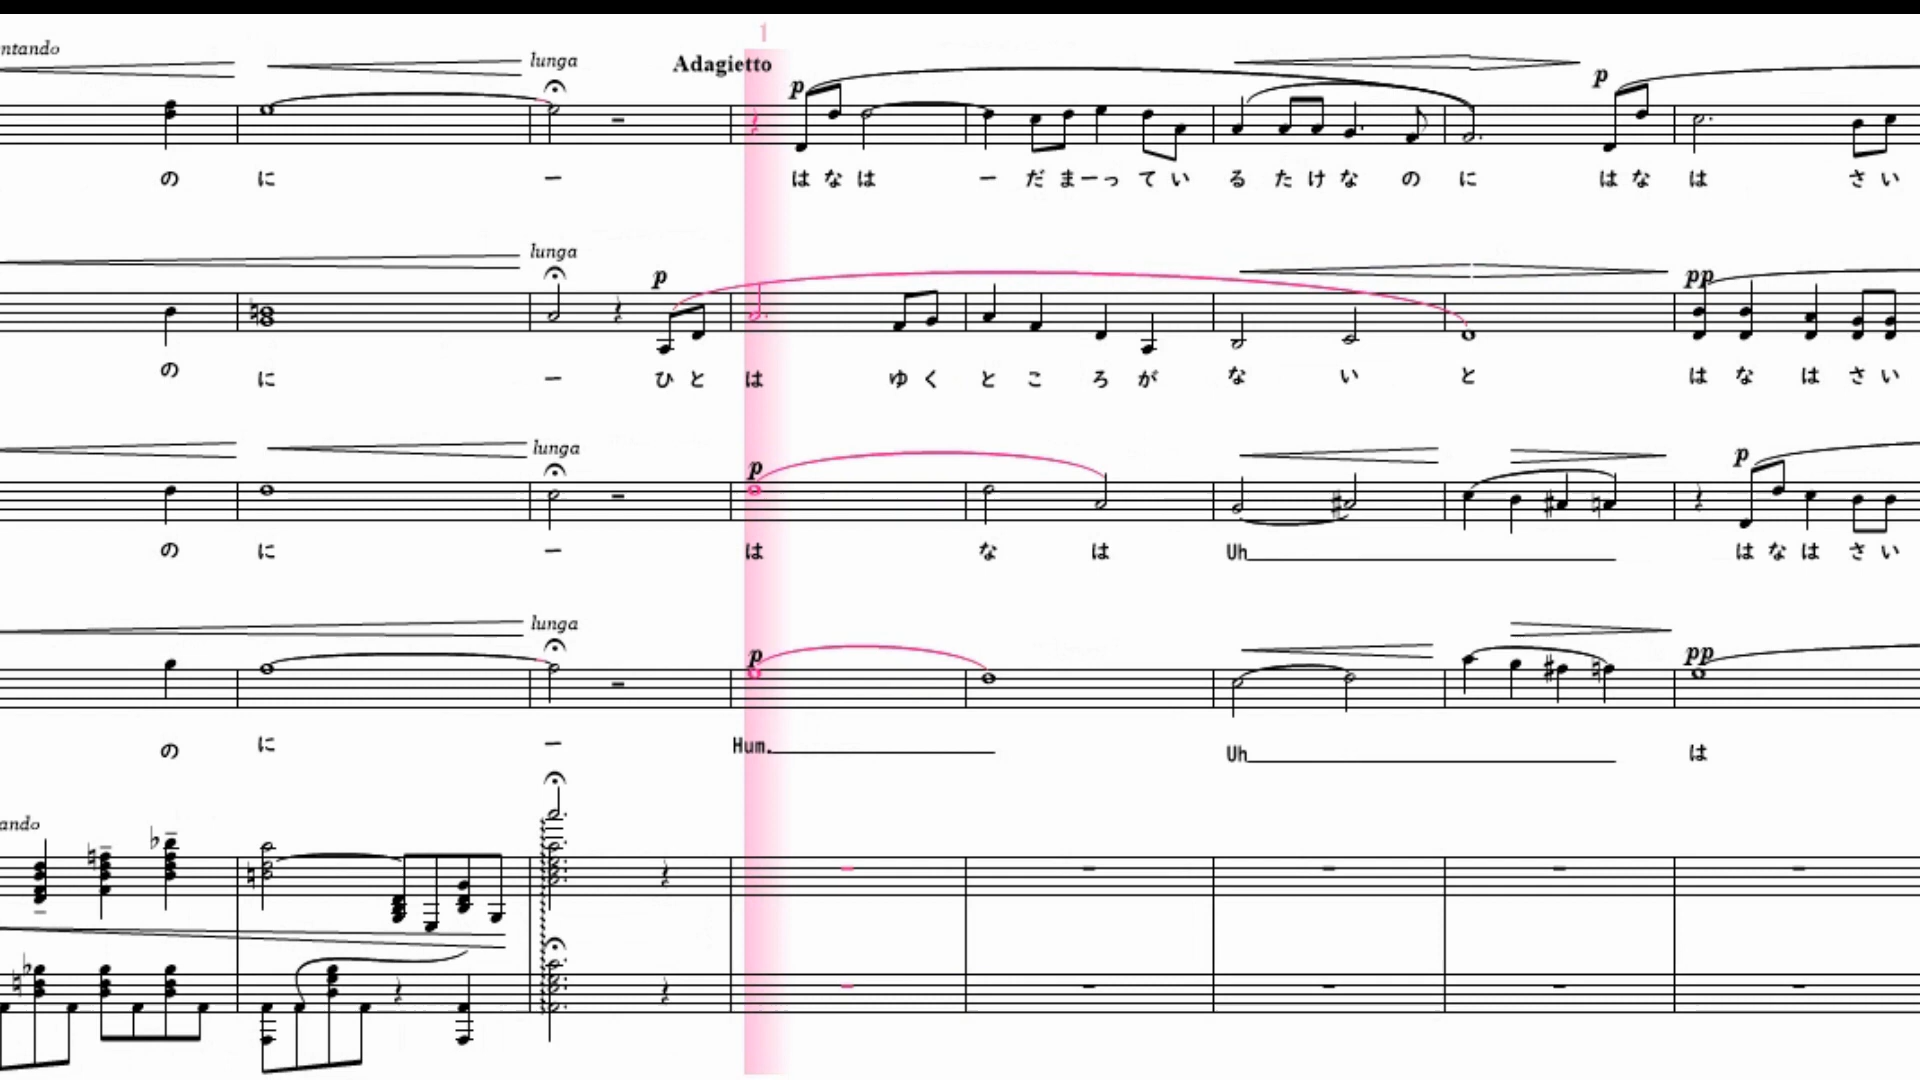 ntando
lunga
Adagietto
1
p
p
の に ー は な は ー だ まーっ て い る た け な の に は な は さ い
lunga
p
pp
の に ー ひ と は ゆ く と こ ろ が な い と は な は さ い
lunga
p
p
の に ー は な は Uh は な は さ い
lunga
p
pp
の に ー Hum. Uh は
ando